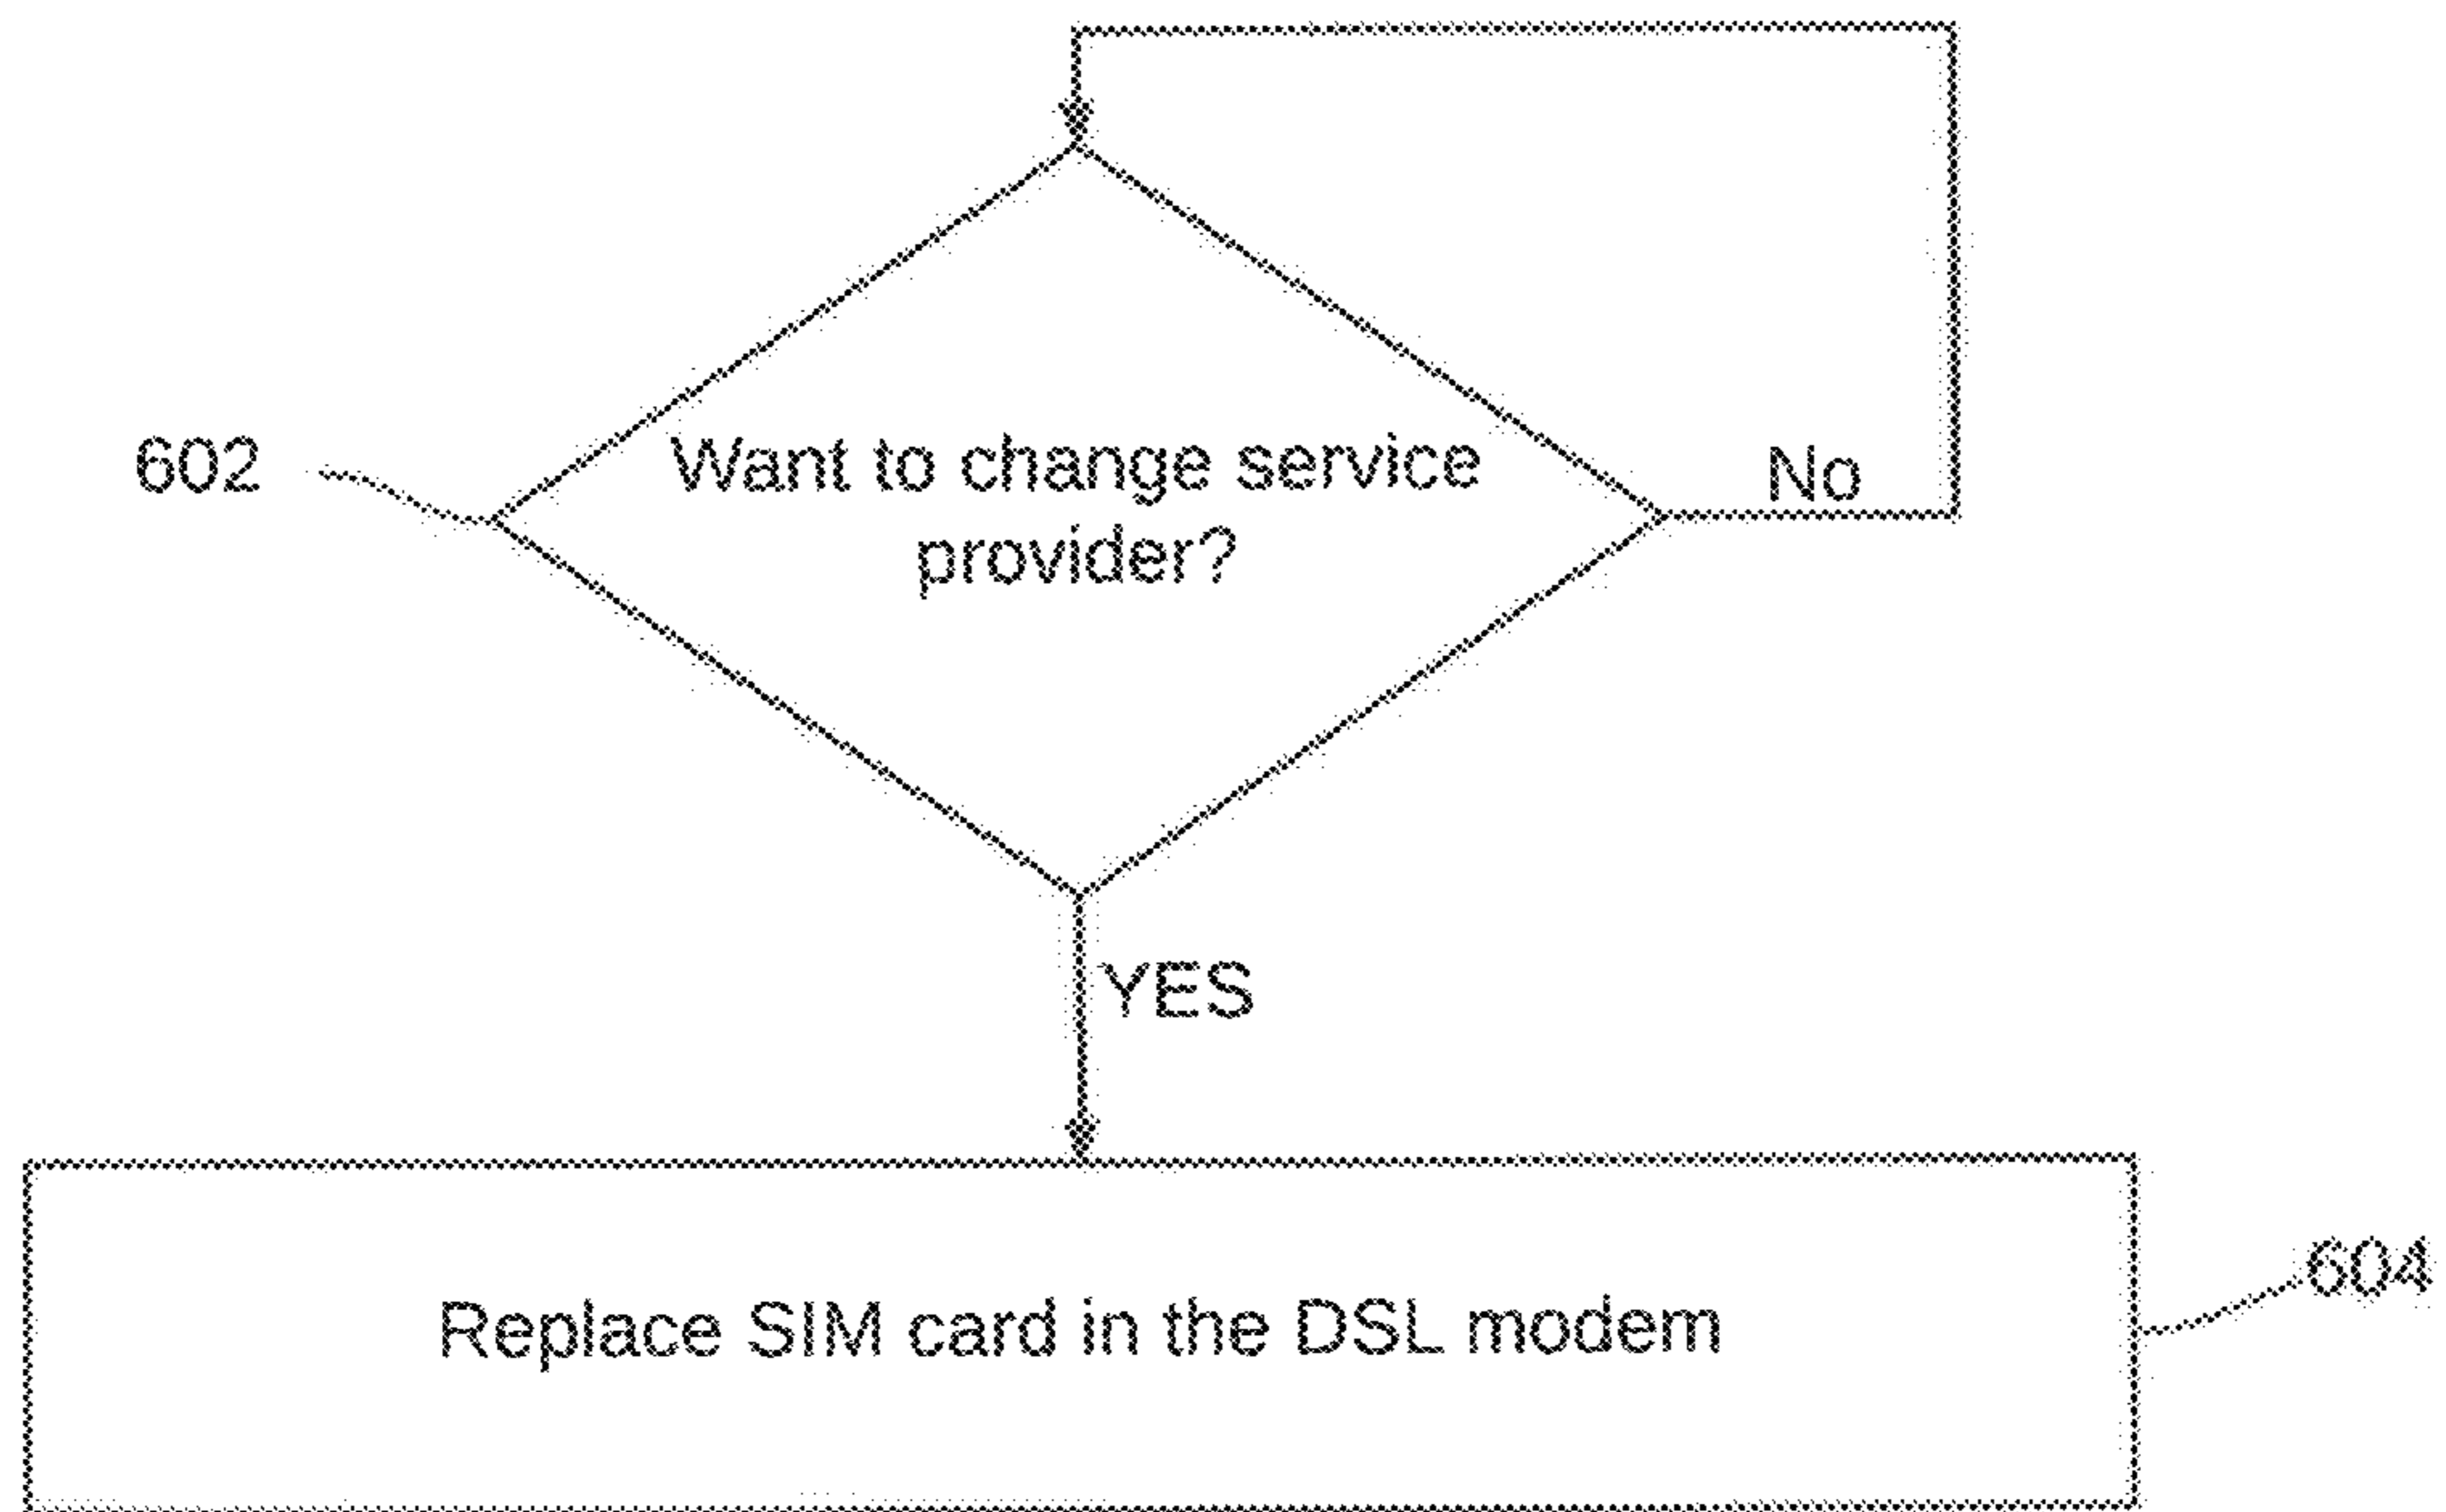 602
Want to change service
provider?
No
YES
Replace SIM card in the DSL modem
604